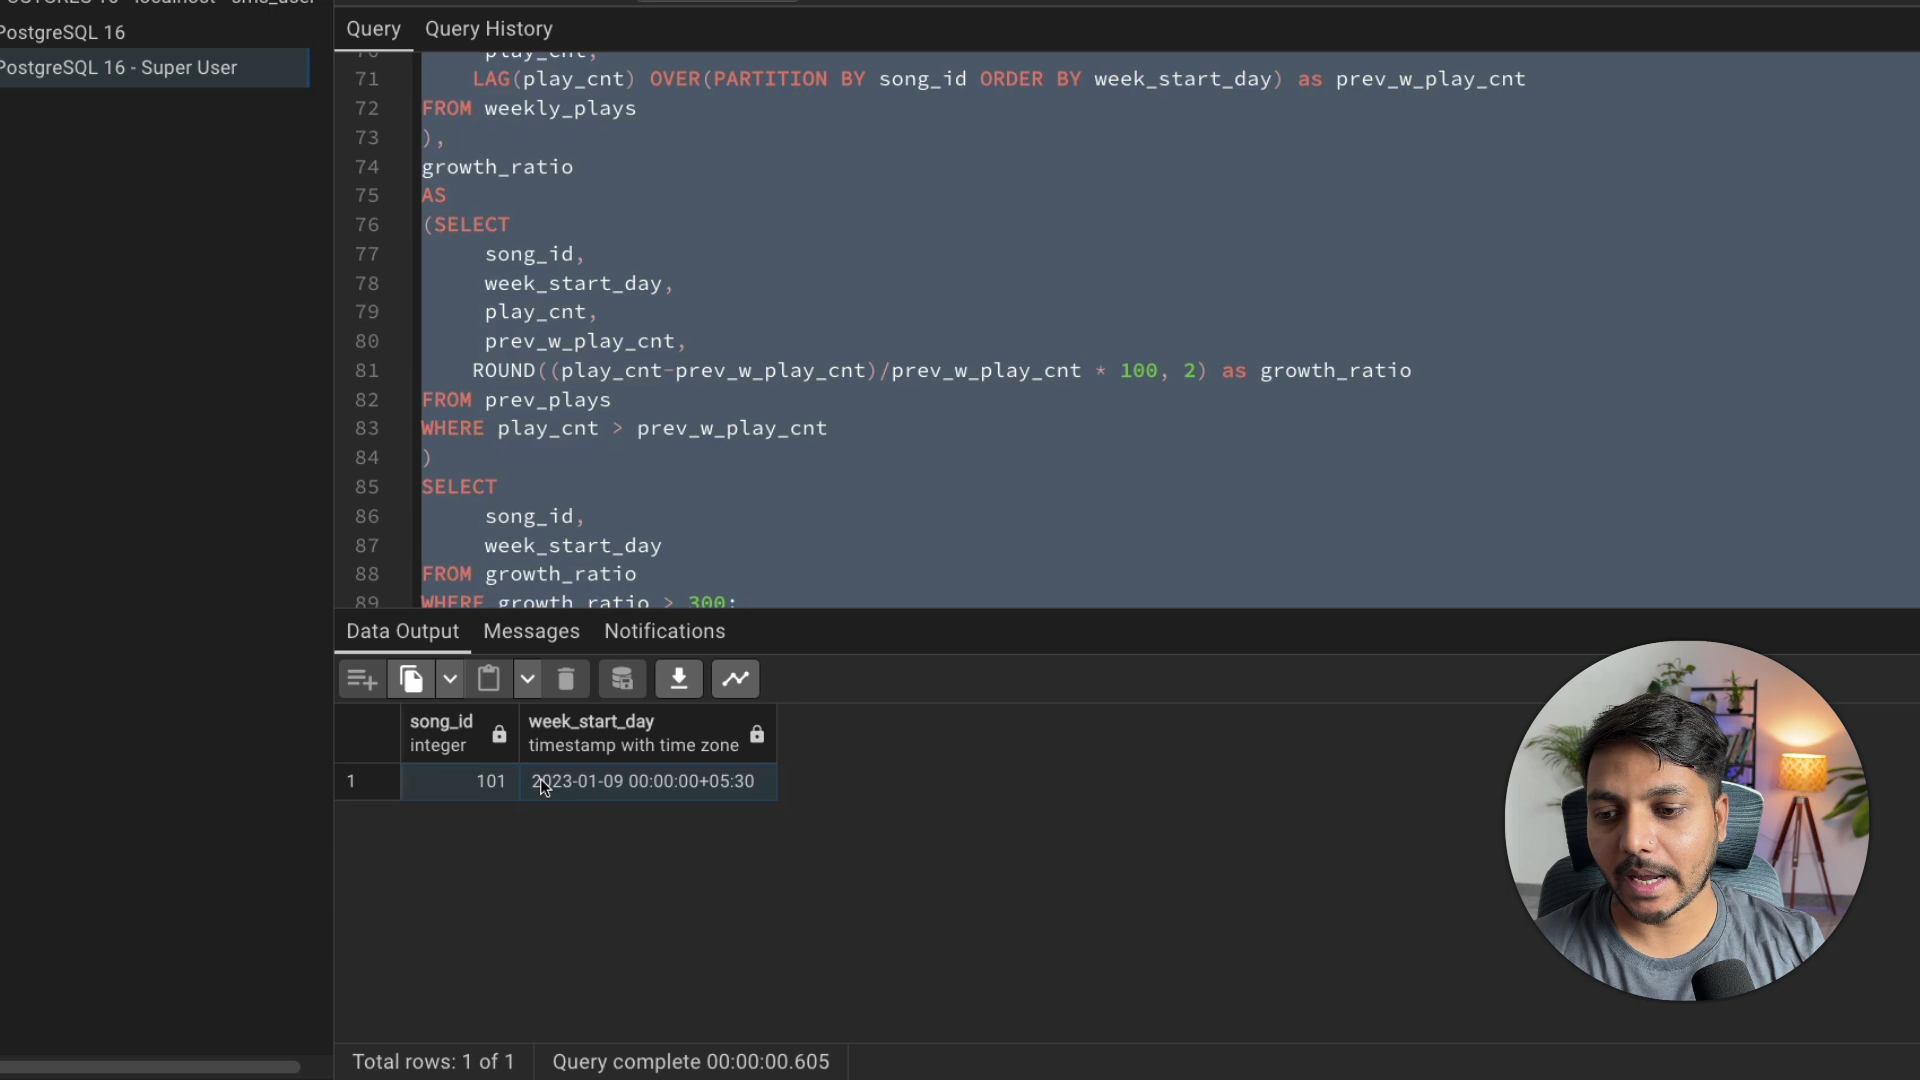 PostgreSQL 16
PostgreSQL 16 - Super User
Query
Query History
70 play_cnt,
71 LAG(play_cnt) OVER(PARTITION BY song_id ORDER BY week_start_day) as prev_w_play_cnt
72 FROM weekly_plays
73 ),
74 growth_ratio
75 AS
76 (SELECT
77 song_id,
78 week_start_day,
79 play_cnt,
80 prev_w_play_cnt,
81 ROUND((play_cnt-prev_w_play_cnt)/prev_w_play_cnt * 100, 2) as growth_ratio
82 FROM prev_plays
83 WHERE play_cnt > prev_w_play_cnt
84 )
85 SELECT
86 song_id,
87 week_start_day
88 FROM growth_ratio
89 WHERE growth_ratio > 300;
Data Output Messages Notifications
song_id week_start_day
integer timestamp with time zone
1 101 2023-01-09 00:00:00+05:30
Total rows: 1 of 1 Query complete 00:00:00.605